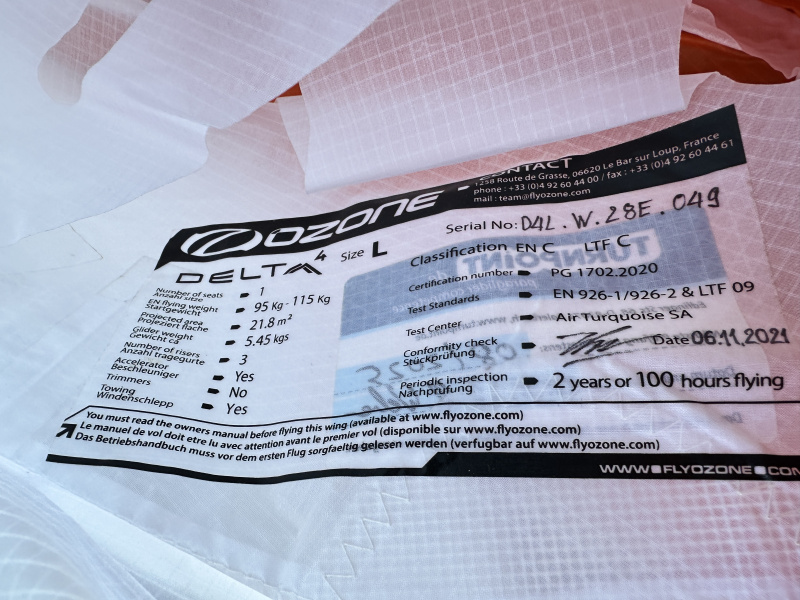 OZONE - CONTACT
1258 Route de Grasse, 06620 Le Bar sur Loup, France
phone : +33 (0)4 92 60 44 00 / fax : +33 (0)4 92 60 44 61
mail : team@flyozone.com
DELTA 4 Size L
Serial No: D4L.W.28E.049
Classification EN C LTF C
Certification number PG 1702.2020
Test Standards EN 926-1/926-2 & LTF 09
Test Center Air Turquoise SA
Conformity check
Stückprüfung
Date 06.11.2021
Periodic inspection
Nachprüfung
2 years or 100 hours flying
Number of seats
Anzahl sitze
1
EN flying weight
Startgewicht
95 Kg - 115 Kg
Projected area
Projeziert fläche
21.8 m²
Glider weight
Gewicht ca
5.45 kgs
Number of risers
Anzahl tragegurte
3
Accelerator
Beschleuniger
Yes
Trimmers
No
Towing
Windenschlepp
Yes
You must read the owners manual before flying this wing (available at www.flyozone.com)
Le manuel de vol doit etre lu avec attention avant le premier vol (disponible sur www.flyozone.com)
Das Betriebshandbuch muss vor dem ersten Flug sorgfaeltig gelesen werden (verfugbar auf www.flyozone.com)
WWW.FLYOZONE.COM
TURNPOINT